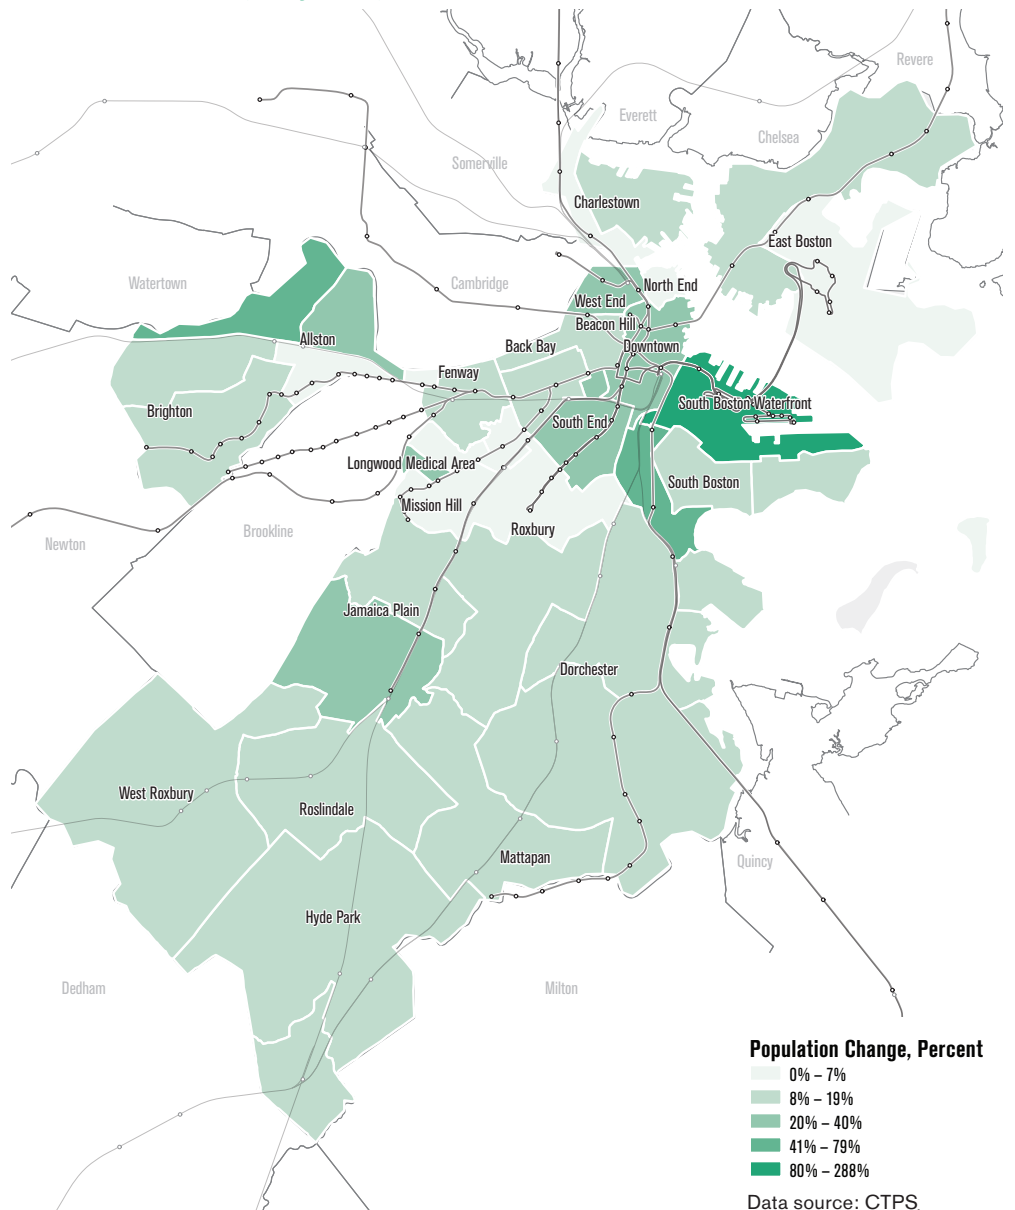 Revere
Everett
Chelsea
Somerville
Charlestown
East Boston
Watertown
Cambridge
North End
West End
Beacon Hill
Allston
Back Bay
Downtown
Fenway
South Boston Waterfront
Brighton
South End
Longwood Medical Area
South Boston
Mission Hill
Roxbury
Brookline
Newton
Jamaica Plain
Dorchester
West Roxbury
Roslindale
Mattapan
Quincy
Hyde Park
Dedham
Milton
Population Change, Percent
0% – 7%
8% – 19%
20% – 40%
41% – 79%
80% – 288%
Data source: CTPS